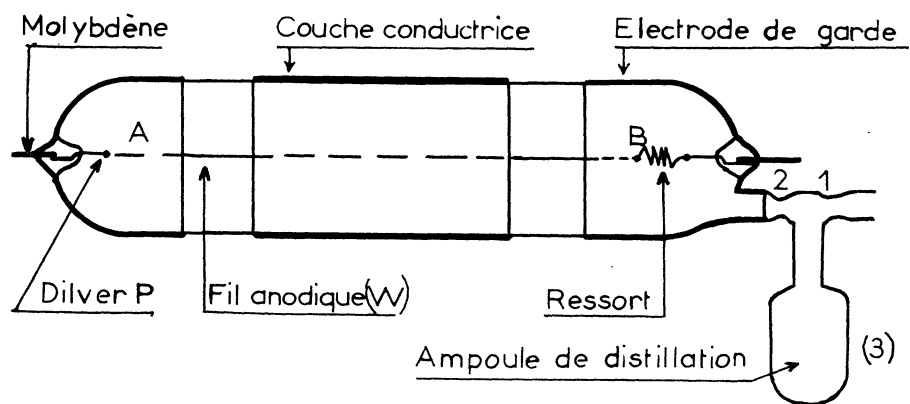 Molybdène
Couche conductrice
Electrode de garde
A
B
2 1
Dilver P
Fil anodique(W)
Ressort
Ampoule de distillation
(3)